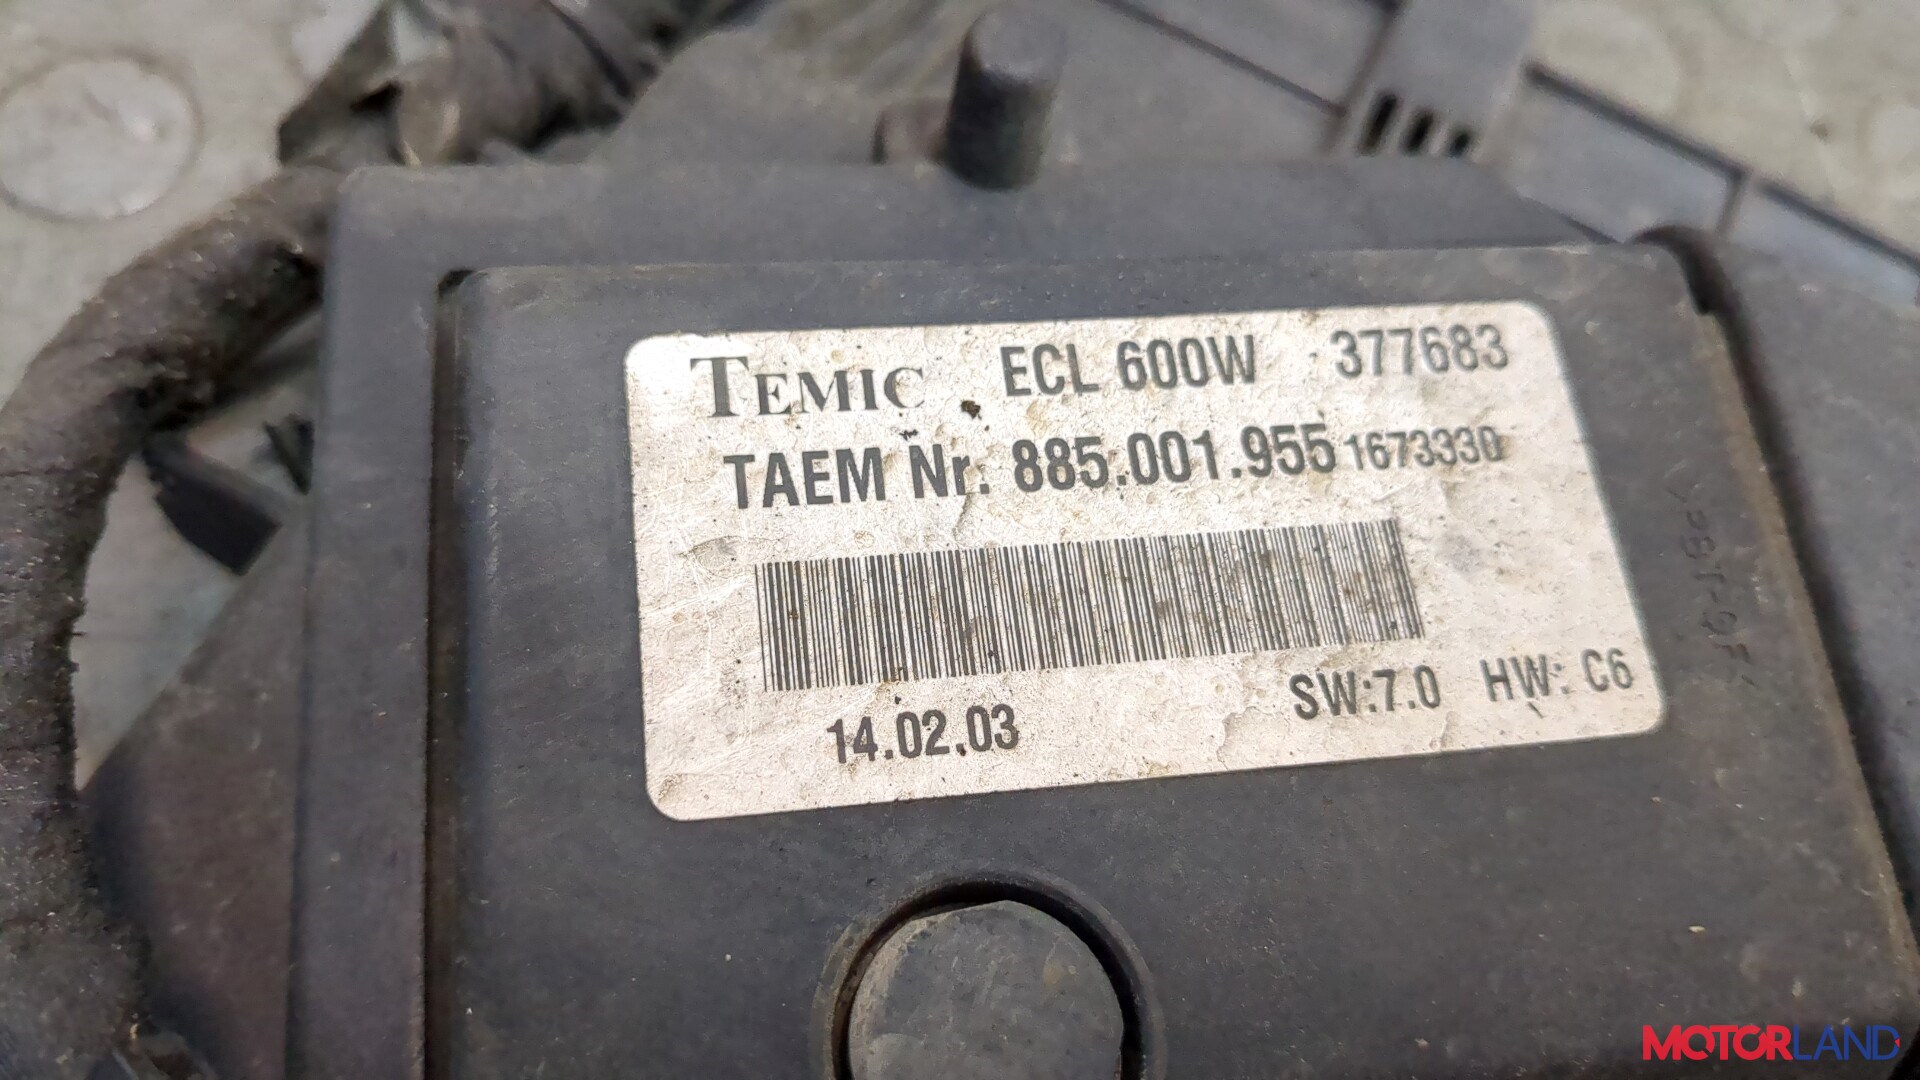 TEMIC ECL 600W 377683
TAEM Nr. 885.001.955 1673330
14.02.03 SW:7.0 HW: C6
MOTORLAND